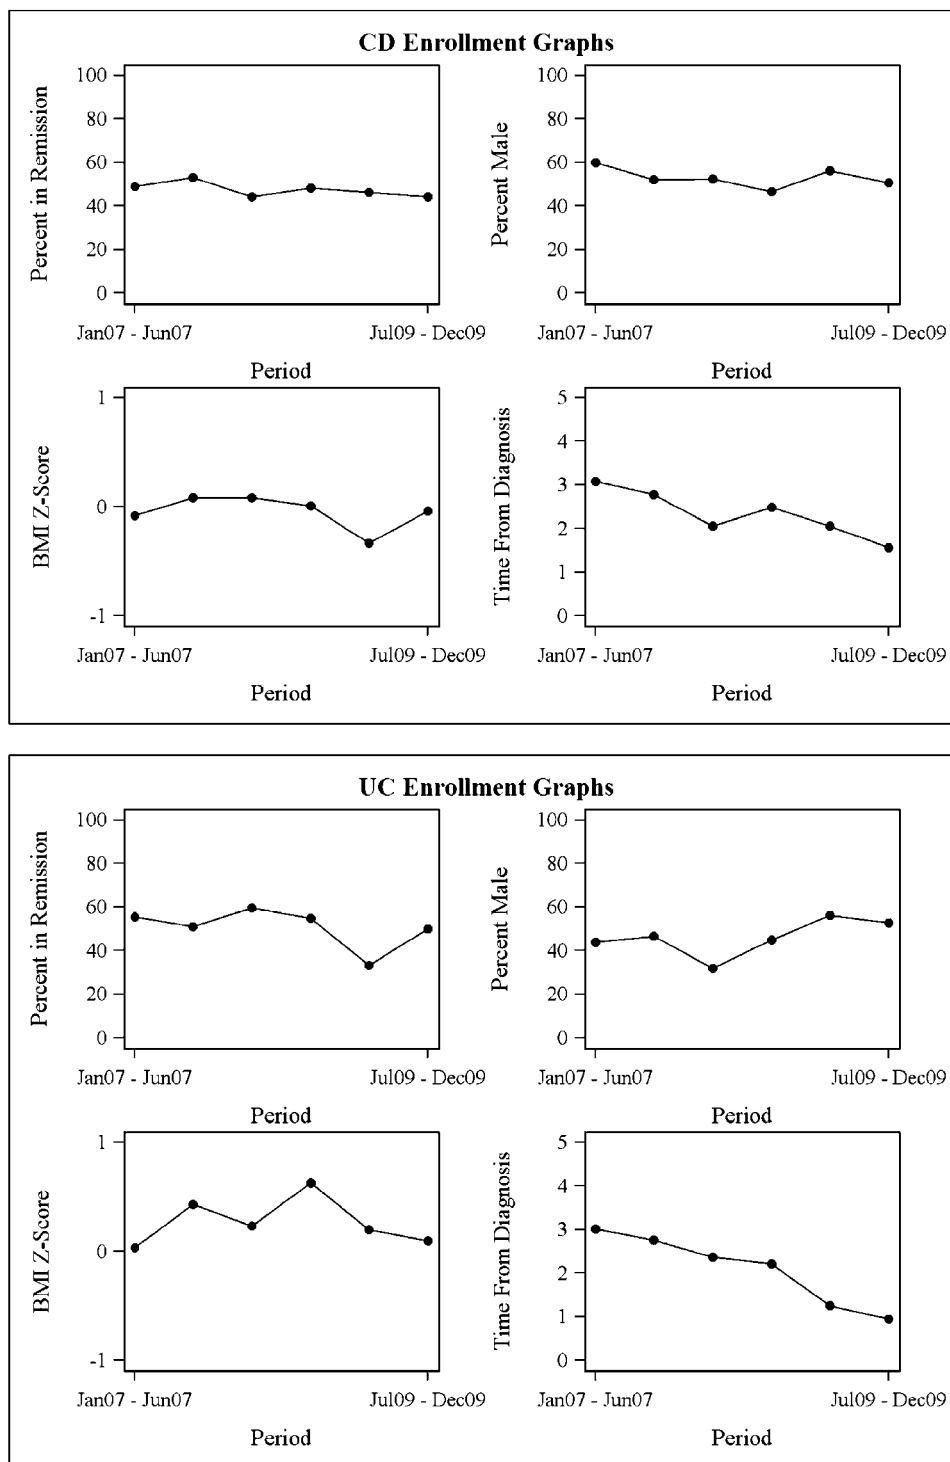 CD Enrollment Graphs
Percent in Remission
100
80
60
40
20
0
Jan07 - Jun07
Jul09 - Dec09
Period
Percent Male
100
80
60
40
20
0
Jan07 - Jun07
Jul09 - Dec09
Period
BMI Z-Score
1
0
-1
Jan07 - Jun07
Jul09 - Dec09
Period
Time From Diagnosis
5
4
3
2
1
0
Jan07 - Jun07
Jul09 - Dec09
Period
UC Enrollment Graphs
Percent in Remission
100
80
60
40
20
0
Jan07 - Jun07
Jul09 - Dec09
Period
Percent Male
100
80
60
40
20
0
Jan07 - Jun07
Jul09 - Dec09
Period
BMI Z-Score
1
0
-1
Jan07 - Jun07
Jul09 - Dec09
Period
Time From Diagnosis
5
4
3
2
1
0
Jan07 - Jun07
Jul09 - Dec09
Period